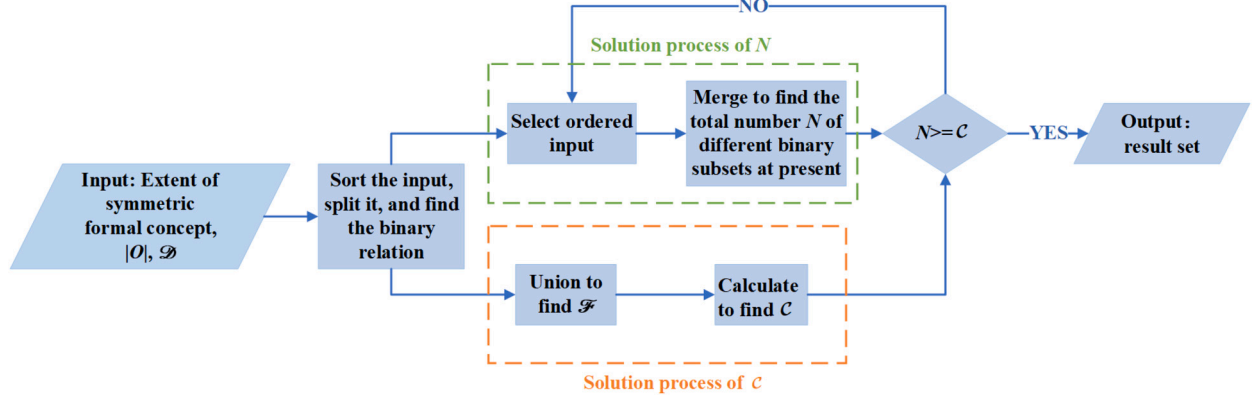 NO
Solution process of N
Select ordered
input
Merge to find the
total number N of
different binary
subsets at present
N>= 𝒞
YES
Output:
result set
Input: Extent of
symmetric
formal concept,
|O|, 𝒟
Sort the input,
split it, and find
the binary
relation
Union to
find ℱ
Calculate
to find 𝒞
Solution process of 𝒞